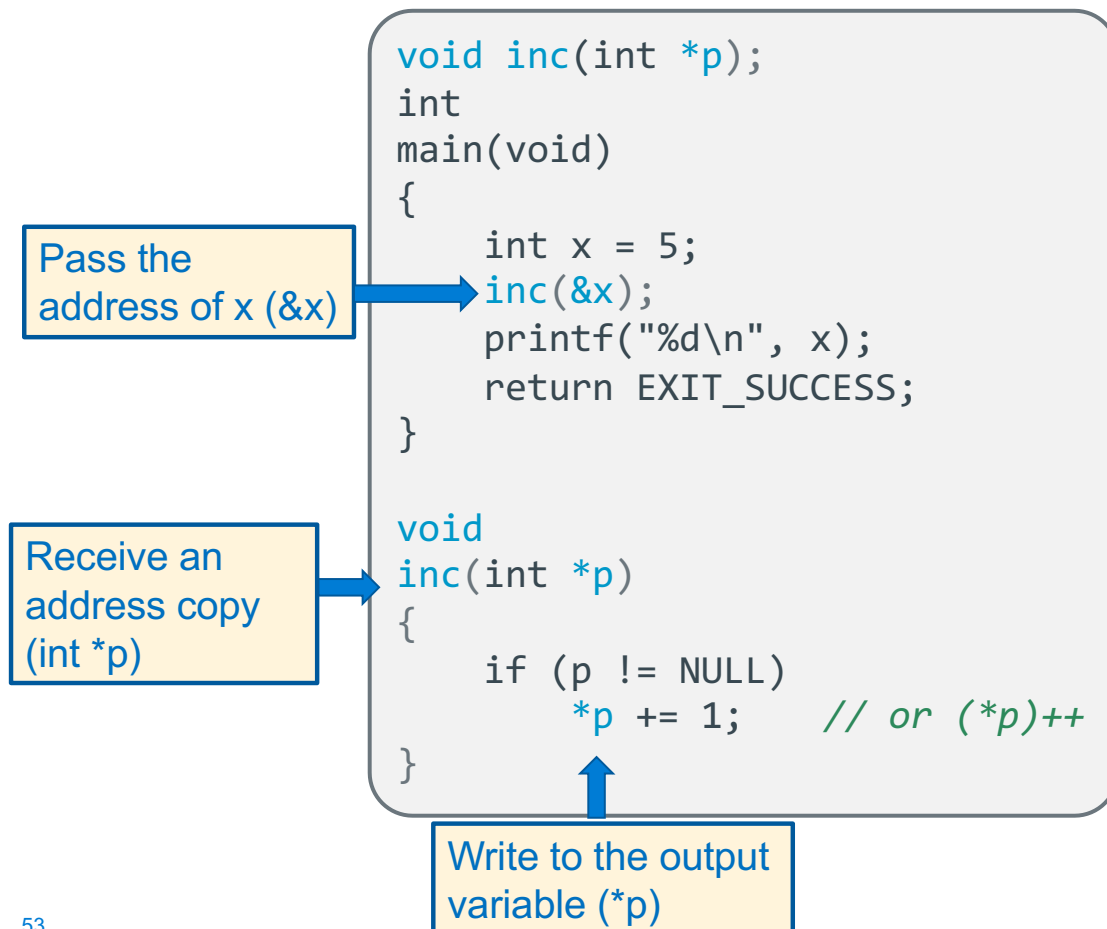 void inc(int *p);
int
main(void)
{
    int x = 5;
    inc(&x);
    printf("%d\n", x);
    return EXIT_SUCCESS;
}
void
inc(int *p)
{
    if (p != NULL)
        *p += 1;    // or (*p)++
}
Pass the
address of x (&x)
Receive an
address copy
(int *p)
Write to the output
variable (*p)
53